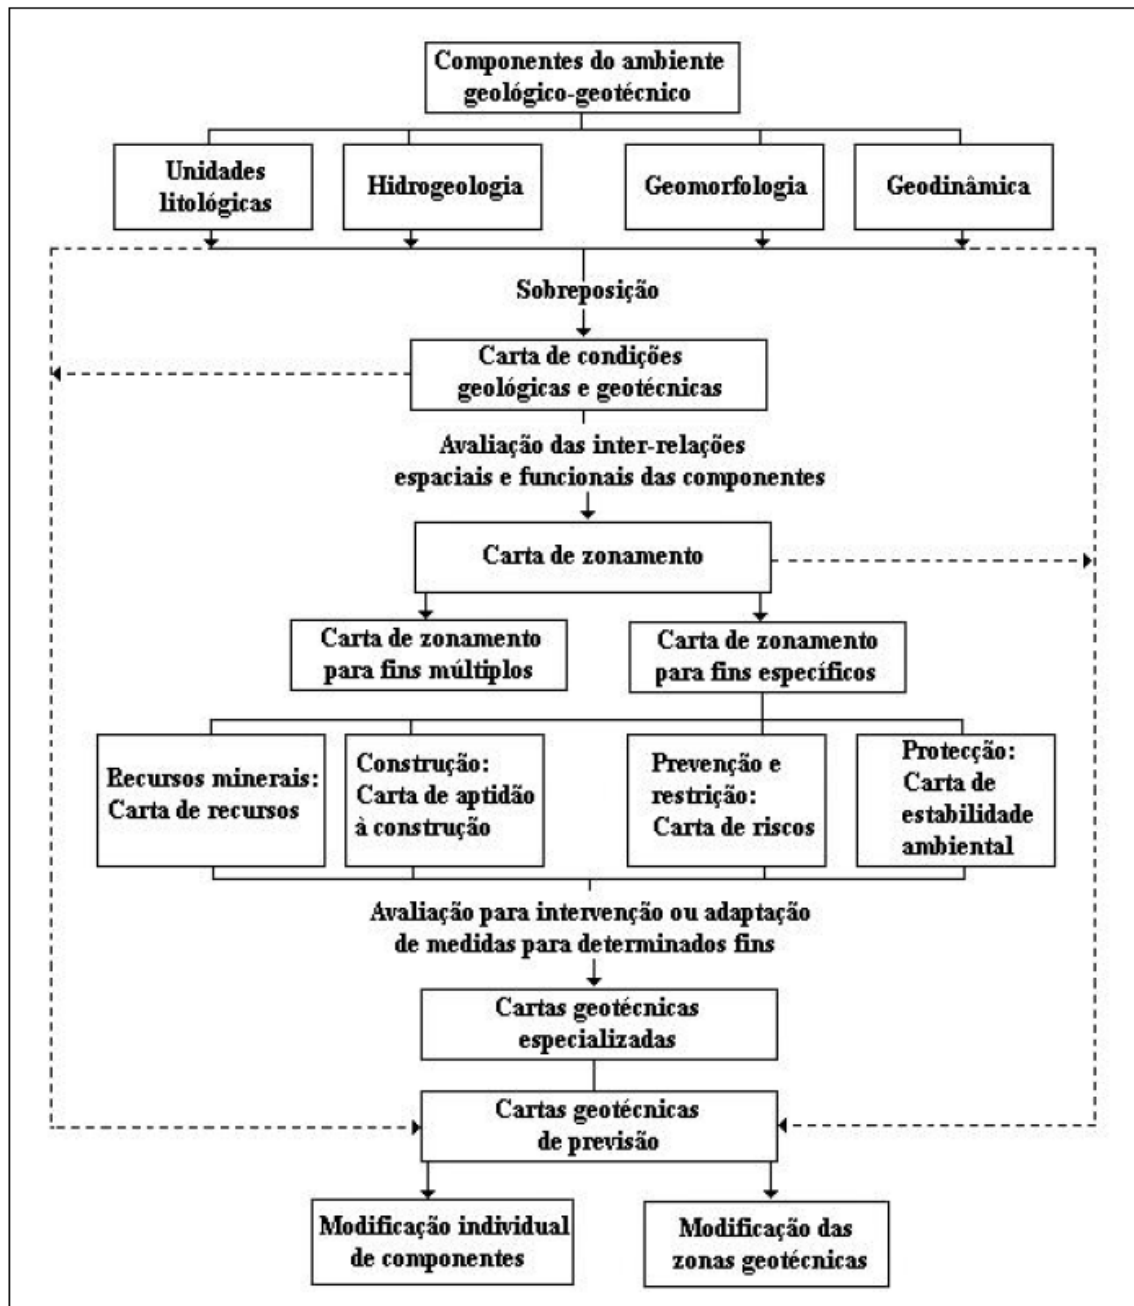 Componentes do ambiente
geológico-geotécnico
Unidades
litológicas
Hidrogeologia
Geomorfologia
Geodinâmica
Sobreposição
Carta de condições
geológicas e geotécnicas
Avaliação das inter-relações
espaciais e funcionais das componentes
Carta de zonamento
Carta de zonamento
para fins múltiplos
Carta de zonamento
para fins específicos
Recursos minerais:
Carta de recursos
Construção:
Carta de aptidão
à construção
Prevenção e
restrição:
Carta de riscos
Protecção:
Carta de
estabilidade
ambiental
Avaliação para intervenção ou adaptação
de medidas para determinados fins
Cartas geotécnicas
especializadas
Cartas geotécnicas
de previsão
Modificação individual
de componentes
Modificação das
zonas geotécnicas